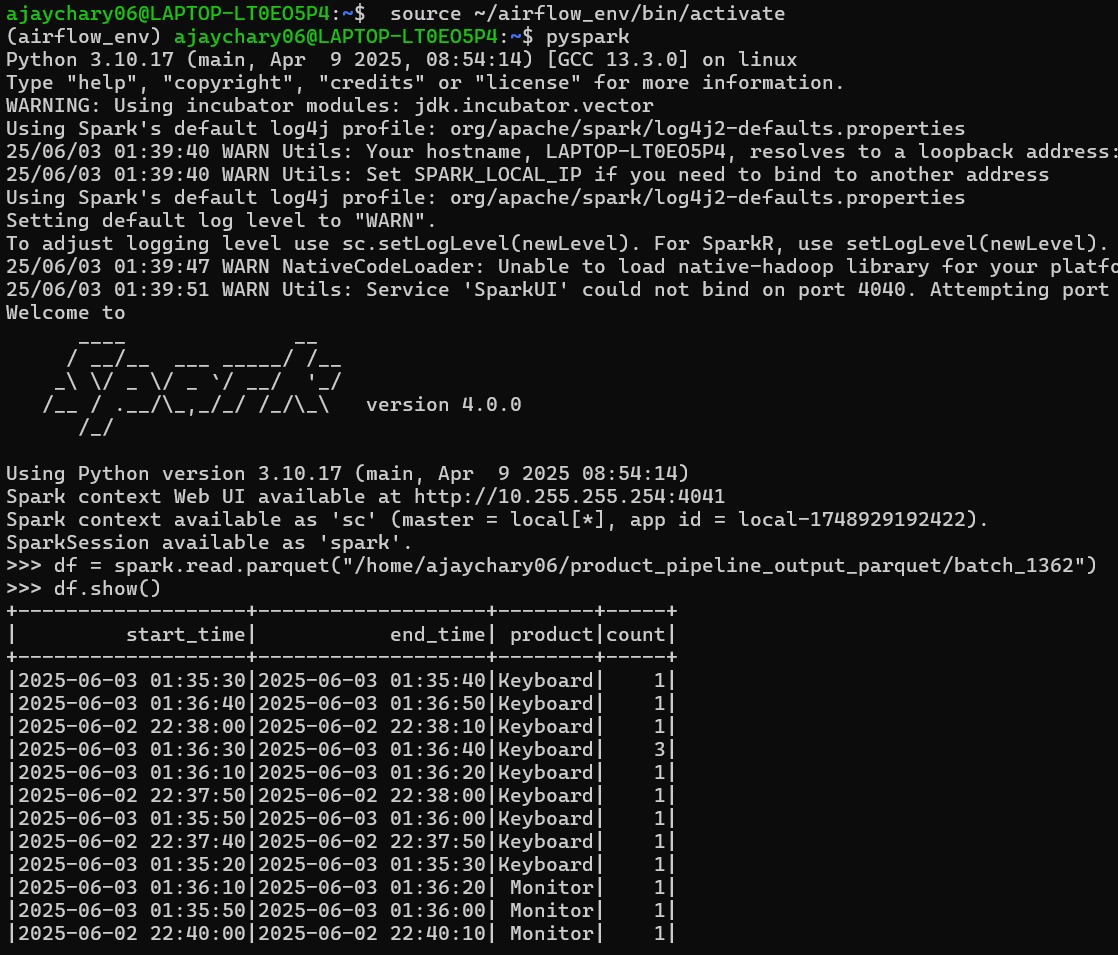 ajaychary06@LAPTOP-LT0EO5P4:~$  source ~/airflow_env/bin/activate
(airflow_env) ajaychary06@LAPTOP-LT0EO5P4:~$ pyspark
Python 3.10.17 (main, Apr  9 2025, 08:54:14) [GCC 13.3.0] on linux
Type "help", "copyright", "credits" or "license" for more information.
WARNING: Using incubator modules: jdk.incubator.vector
Using Spark's default log4j profile: org/apache/spark/log4j2-defaults.properties
25/06/03 01:39:40 WARN Utils: Your hostname, LAPTOP-LT0EO5P4, resolves to a loopback address:
25/06/03 01:39:40 WARN Utils: Set SPARK_LOCAL_IP if you need to bind to another address
Using Spark's default log4j profile: org/apache/spark/log4j2-defaults.properties
Setting default log level to "WARN".
To adjust logging level use sc.setLogLevel(newLevel). For SparkR, use setLogLevel(newLevel).
25/06/03 01:39:47 WARN NativeCodeLoader: Unable to load native-hadoop library for your platfo
25/06/03 01:39:51 WARN Utils: Service 'SparkUI' could not bind on port 4040. Attempting port
Welcome to
      ____              __
     / __/__  ___ _____/ /__
    _\ \/ _ \/ _ `/ __/  '_/
   /__ / .__/\_,_/_/ /_/\_\   version 4.0.0
      /_/
Using Python version 3.10.17 (main, Apr  9 2025 08:54:14)
Spark context Web UI available at http://10.255.255.254:4041
Spark context available as 'sc' (master = local[*], app id = local-1748929192422).
SparkSession available as 'spark'.
>>> df = spark.read.parquet("/home/ajaychary06/product_pipeline_output_parquet/batch_1362")
>>> df.show()
+-------------------+-------------------+--------+-----+
|         start_time|           end_time| product|count|
+-------------------+-------------------+--------+-----+
|2025-06-03 01:35:30|2025-06-03 01:35:40|Keyboard|    1|
|2025-06-03 01:36:40|2025-06-03 01:36:50|Keyboard|    1|
|2025-06-02 22:38:00|2025-06-02 22:38:10|Keyboard|    1|
|2025-06-03 01:36:30|2025-06-03 01:36:40|Keyboard|    3|
|2025-06-03 01:36:10|2025-06-03 01:36:20|Keyboard|    1|
|2025-06-02 22:37:50|2025-06-02 22:38:00|Keyboard|    1|
|2025-06-03 01:35:50|2025-06-03 01:36:00|Keyboard|    1|
|2025-06-02 22:37:40|2025-06-02 22:37:50|Keyboard|    1|
|2025-06-03 01:35:20|2025-06-03 01:35:30|Keyboard|    1|
|2025-06-03 01:36:10|2025-06-03 01:36:20| Monitor|    1|
|2025-06-03 01:35:50|2025-06-03 01:36:00| Monitor|    1|
|2025-06-02 22:40:00|2025-06-02 22:40:10| Monitor|    1|